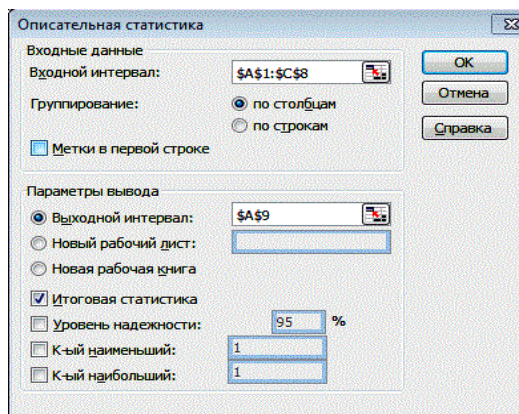 Описательная статистика
Входные данные
Входной интервал: $A$1:$C$8
Группирование: по столбцам
по строкам
Метки в первой строке
OK
Отмена
Справка
Параметры вывода
Выходной интервал: $A$9
Новый рабочий лист:
Новая рабочая книга
Итоговая статистика
Уровень надежности: 95 %
К-ый наименьший: 1
К-ый наибольший: 1